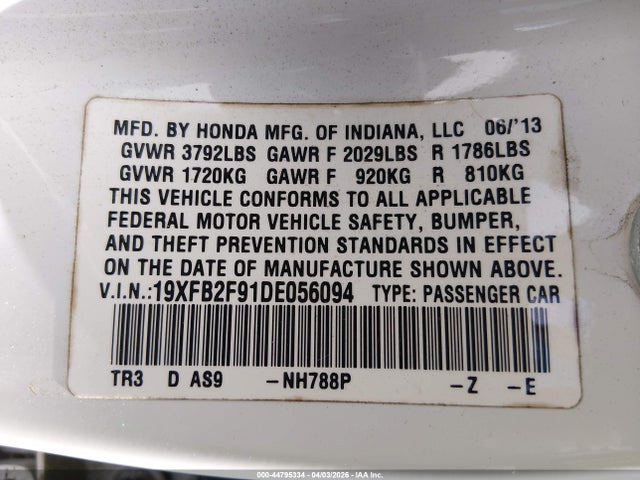 MFD. BY HONDA MFG. OF INDIANA, LLC 06/'13
GVWR 3792LBS GAWR F 2029LBS R 1786LBS
GVWR 1720KG GAWR F 920KG R 810KG
THIS VEHICLE CONFORMS TO ALL APPLICABLE
FEDERAL MOTOR VEHICLE SAFETY, BUMPER,
AND THEFT PREVENTION STANDARDS IN EFFECT
ON THE DATE OF MANUFACTURE SHOWN ABOVE.
V.I.N.:19XFB2F91DE056094 TYPE: PASSENGER CAR
TR3 D AS9 -NH788P -Z -E
000-44795334 - 04/03/2026 - IAA Inc.